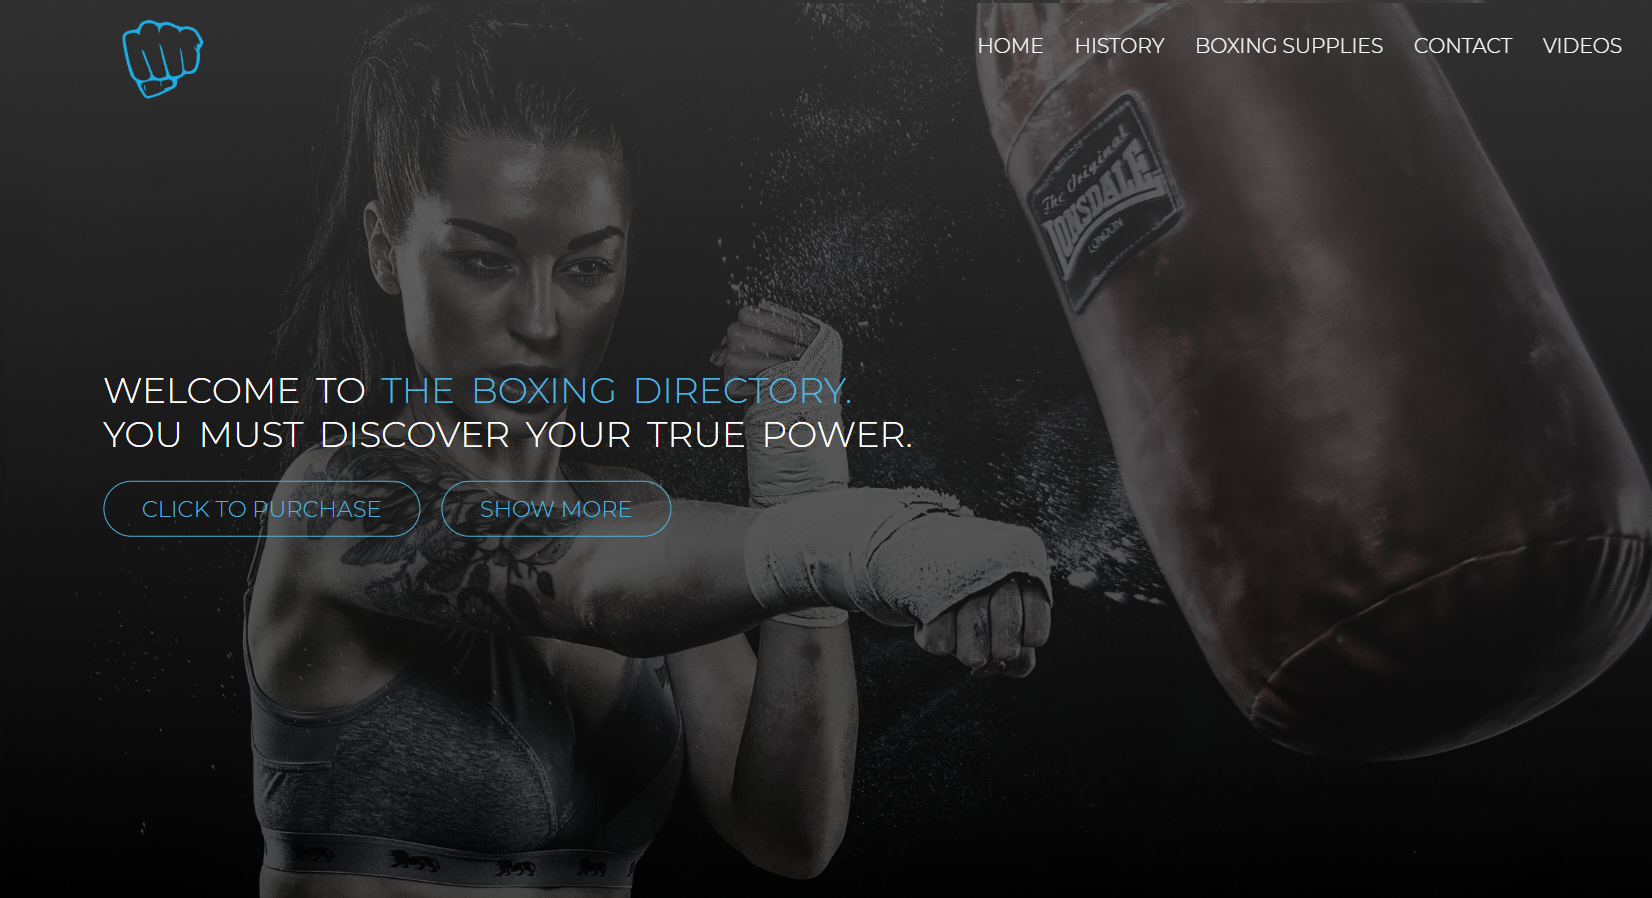 HOME HISTORY BOXING SUPPLIES CONTACT VIDEOS
The Original
LONSDALE
LONDON
WELCOME TO THE BOXING DIRECTORY.
YOU MUST DISCOVER YOUR TRUE POWER.
CLICK TO PURCHASE SHOW MORE